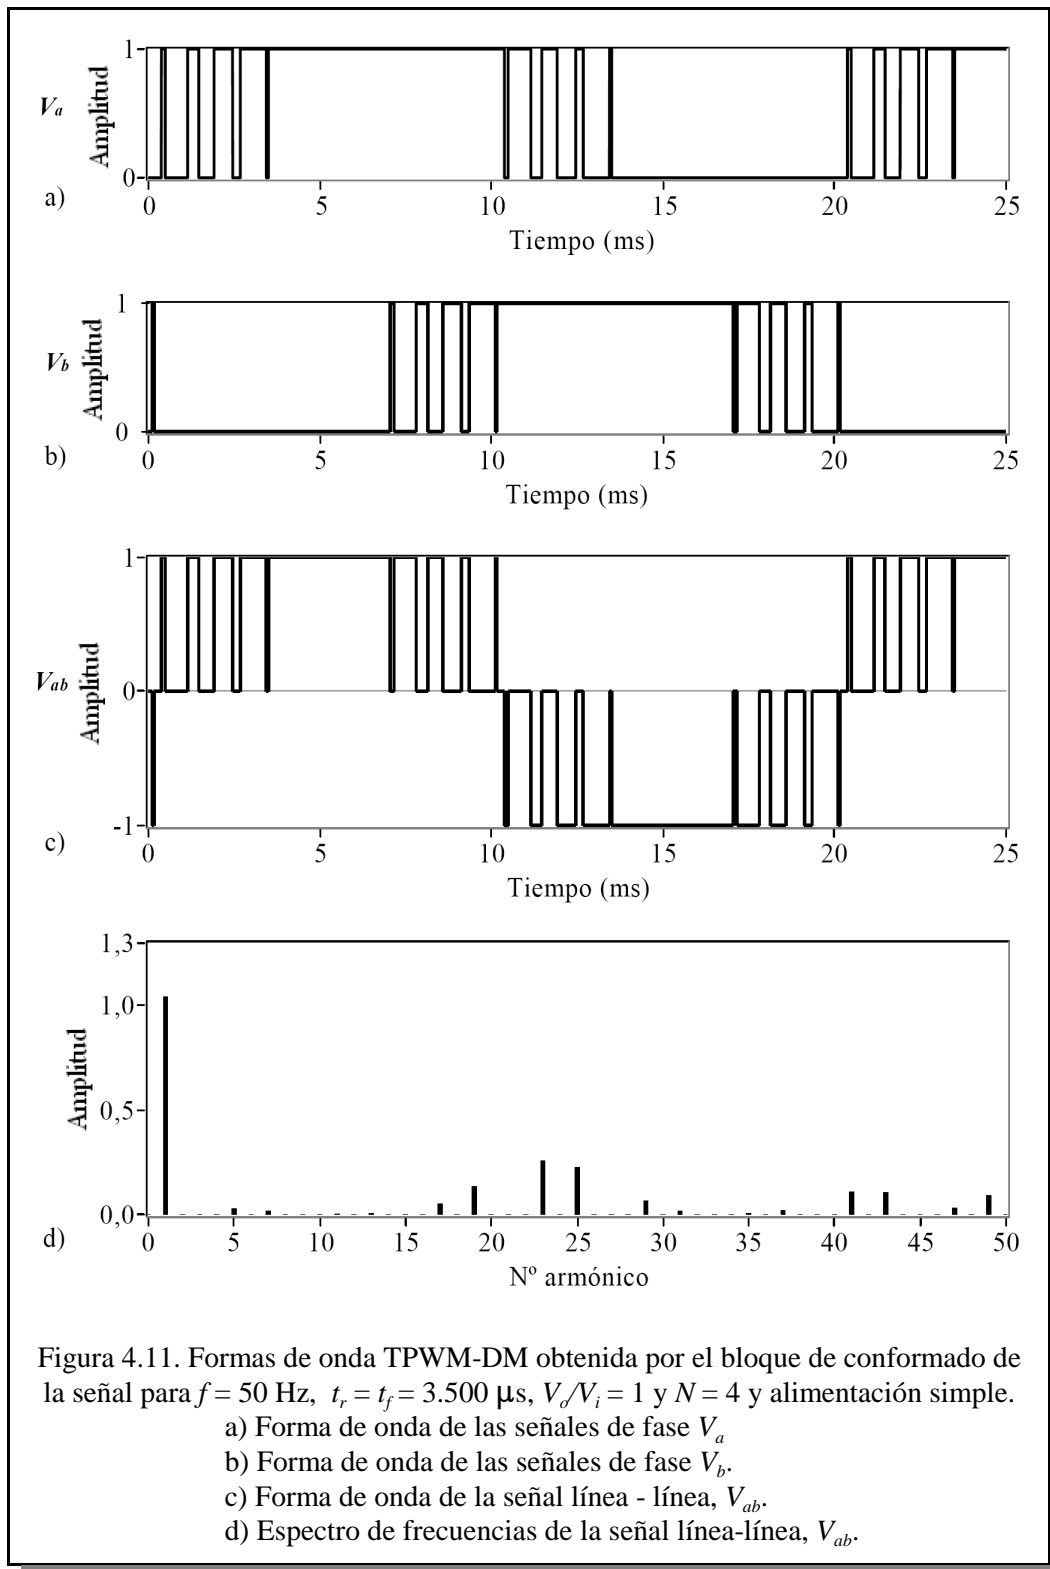 1
Amplitud
Va
0
a)
0 5 10 15 20 25
Tiempo (ms)
1
Amplitud
Vb
0
b)
0 5 10 15 20 25
Tiempo (ms)
1
Amplitud
Vab
0
-1
c)
0 5 10 15 20 25
Tiempo (ms)
1,3
1,0
Amplitud
0,5
0,0
d)
0 5 10 15 20 25 30 35 40 45 50
Nº armónico
Figura 4.11. Formas de onda TPWM-DM obtenida por el bloque de conformado de
la señal para f = 50 Hz, tr = tf = 3.500 µs, Vo/Vi = 1 y N = 4 y alimentación simple.
a) Forma de onda de las señales de fase Va
b) Forma de onda de las señales de fase Vb.
c) Forma de onda de la señal línea - línea, Vab.
d) Espectro de frecuencias de la señal línea-línea, Vab.